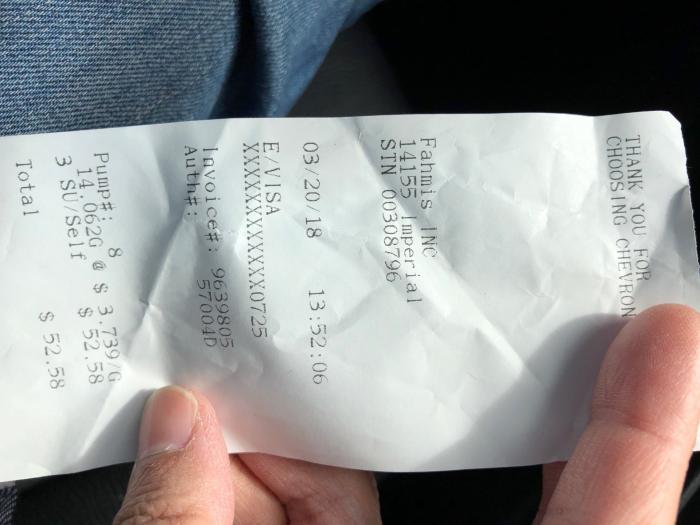 THANK YOU FOR
CHOOSING CHEVRON
Fahmis INC
14155 Imperial
STN 00308796
03/20/18 13:52:06
E/VISA
XXXXXXXXXXXX0725
Invoice#: 9639805
Auth#: 57004D
Pump#: 8
14.062G @ $ 3.739/G
3 SU/Self $ 52.58
Total $ 52.58